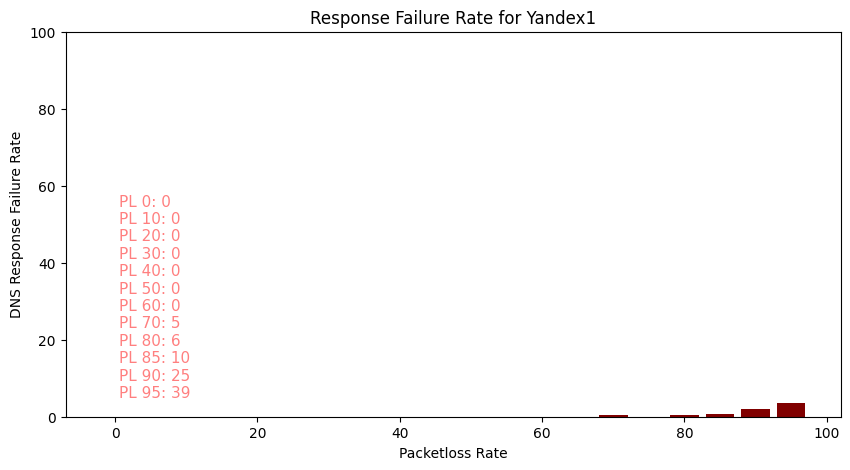 Response Failure Rate for Yandex1
100
80
60
40
20
0
DNS Response Failure Rate
PL 0: 0
PL 10: 0
PL 20: 0
PL 30: 0
PL 40: 0
PL 50: 0
PL 60: 0
PL 70: 5
PL 80: 6
PL 85: 10
PL 90: 25
PL 95: 39
0 20 40 60 80 100
Packetloss Rate